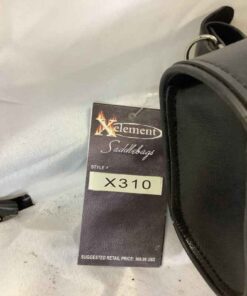 Xelement
Saddlebags
STYLE #
X310
SUGGESTED RETAIL PRICE: